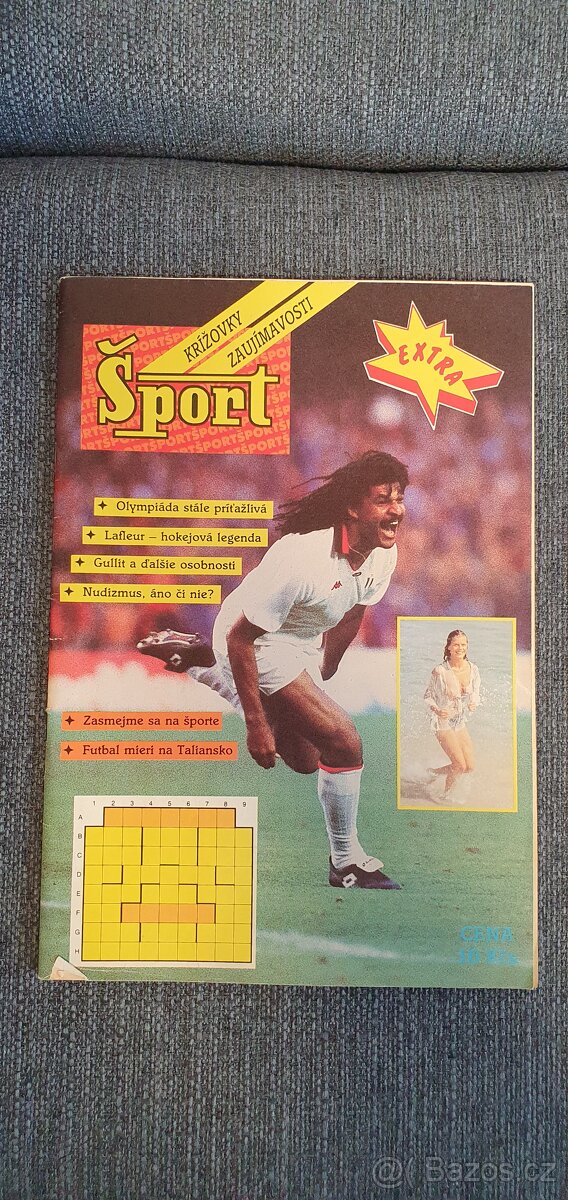 KRÍŽOVKY
ZAUJÍMAVOSTI
Šport
EXTRA
Olympiáda stále príťažlivá
Lafleur – hokejová legenda
Gullit a ďalšie osobnosti
Nudizmus, áno či nie?
Zasmejme sa na športe
Futbal mieri na Taliansko
1 2 3 4 5 6 7 8 9
A
B
C
D
E
F
G
H
CENA
Kčs
Bazos.cz